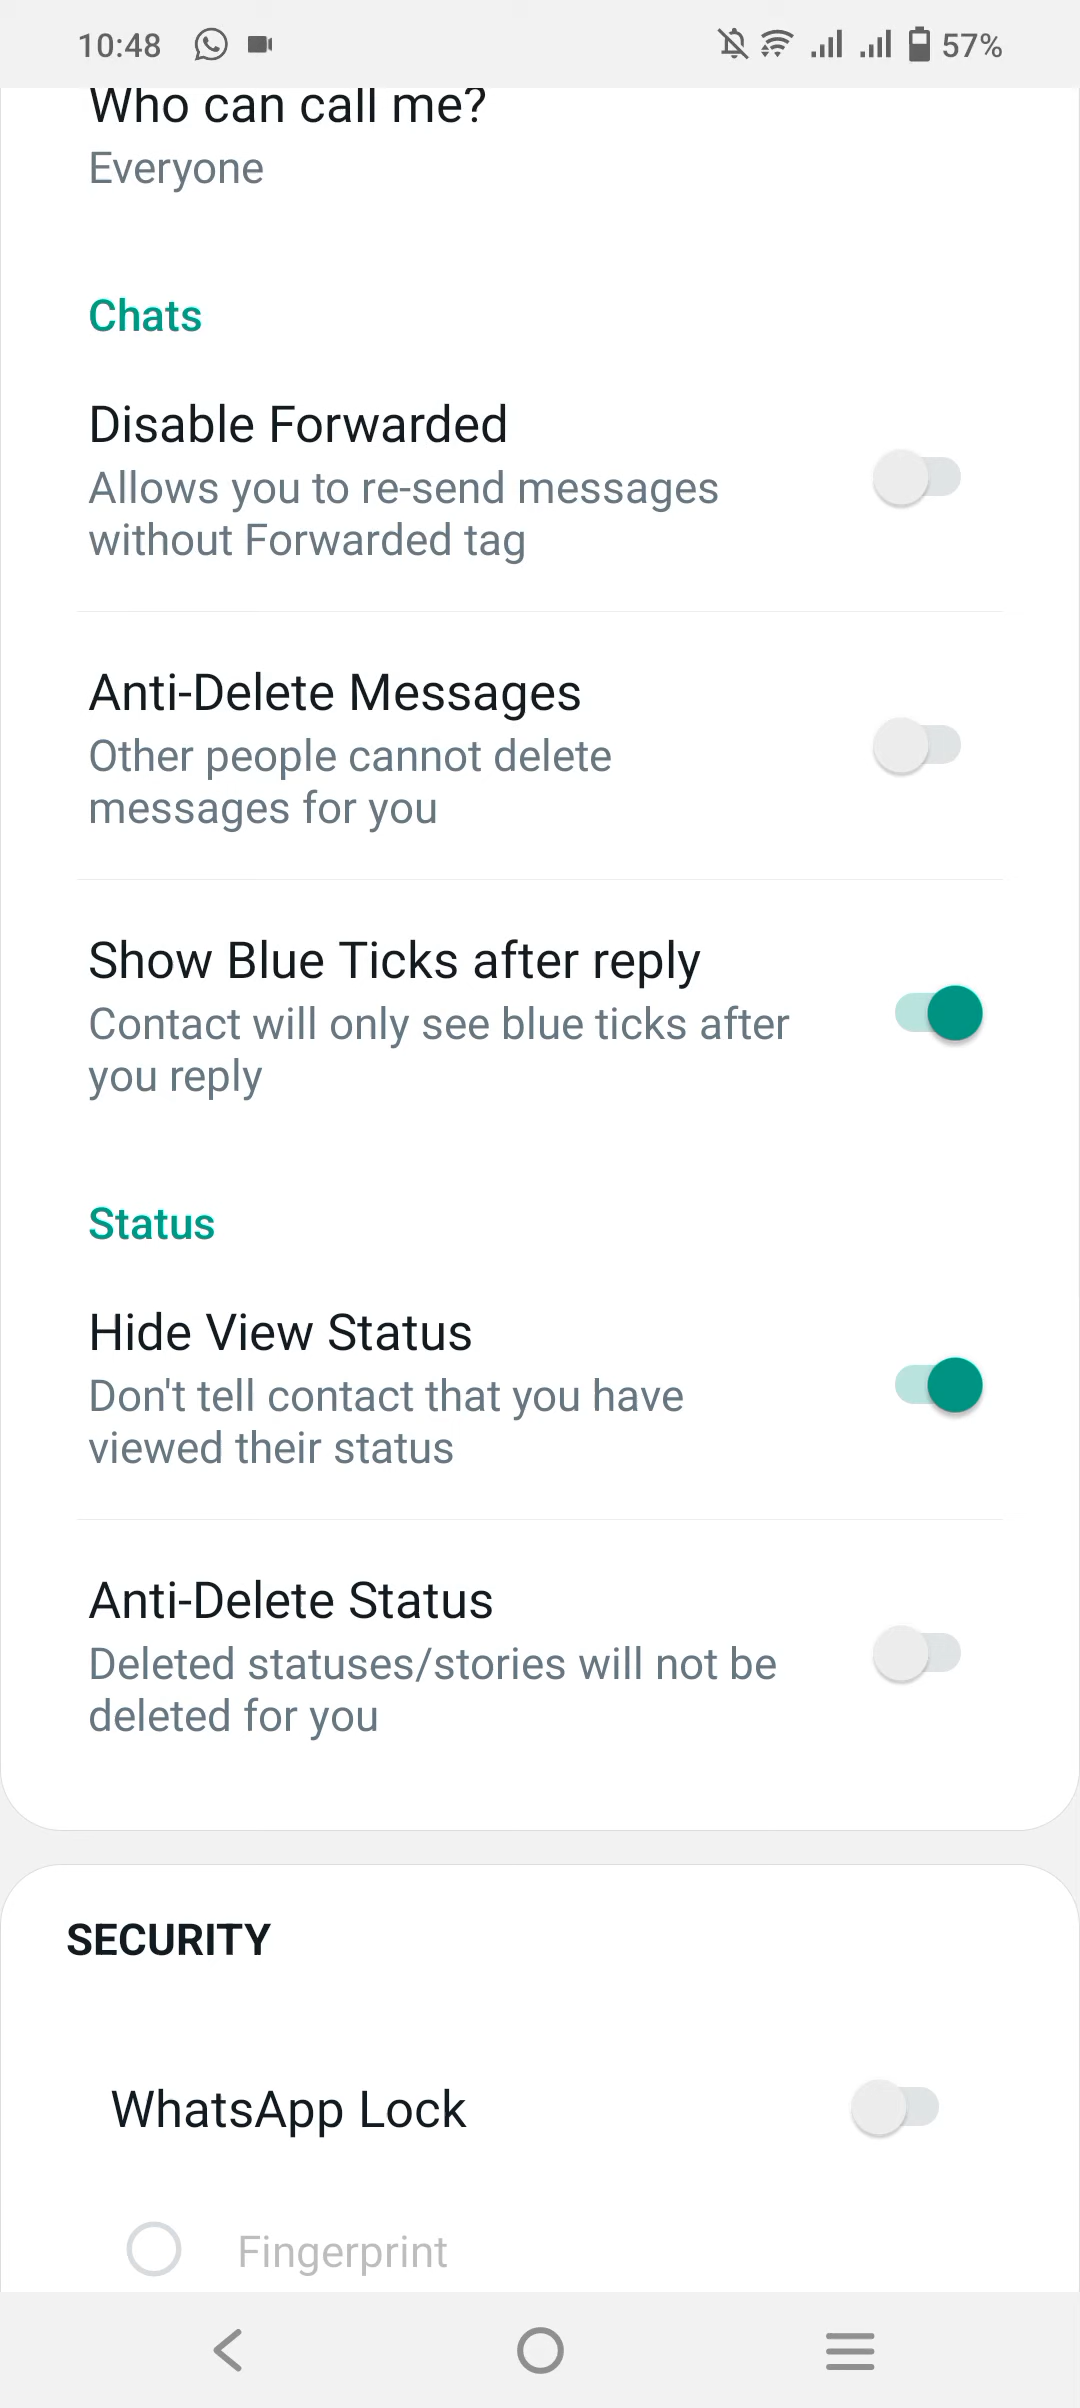 10:48
57%
Who can call me?
Everyone
Chats
Disable Forwarded
Allows you to re-send messages
without Forwarded tag
Anti-Delete Messages
Other people cannot delete
messages for you
Show Blue Ticks after reply
Contact will only see blue ticks after
you reply
Status
Hide View Status
Don't tell contact that you have
viewed their status
Anti-Delete Status
Deleted statuses/stories will not be
deleted for you
SECURITY
WhatsApp Lock
Fingerprint